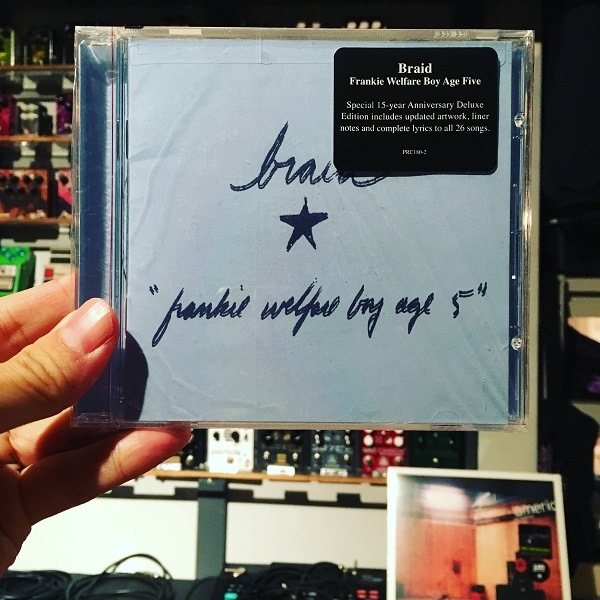 Braid
Frankie Welfare Boy Age Five
Special 15-year Anniversary Deluxe
Edition includes updated artwork, liner
notes and complete lyrics to all 26 songs.
PRC180-2
braid
"frankie welfare boy age 5"
americ